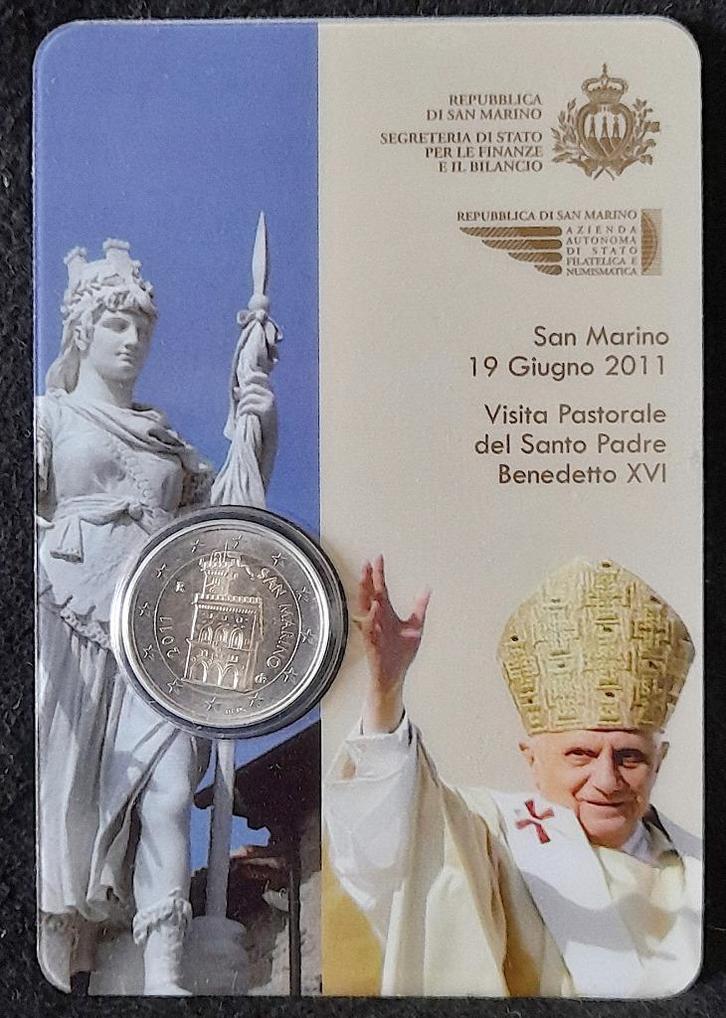 REPUBBLICA
DI SAN MARINO
SEGRETERIA DI STATO
PER LE FINANZE
E IL BILANCIO
REPUBBLICA DI SAN MARINO
AZIENDA
AUTONOMA
DI STATO
FILATELICA E
NUMISMATICA
San Marino
19 Giugno 2011
Visita Pastorale
del Santo Padre
Benedetto XVI
SAN MARINO
R
2011